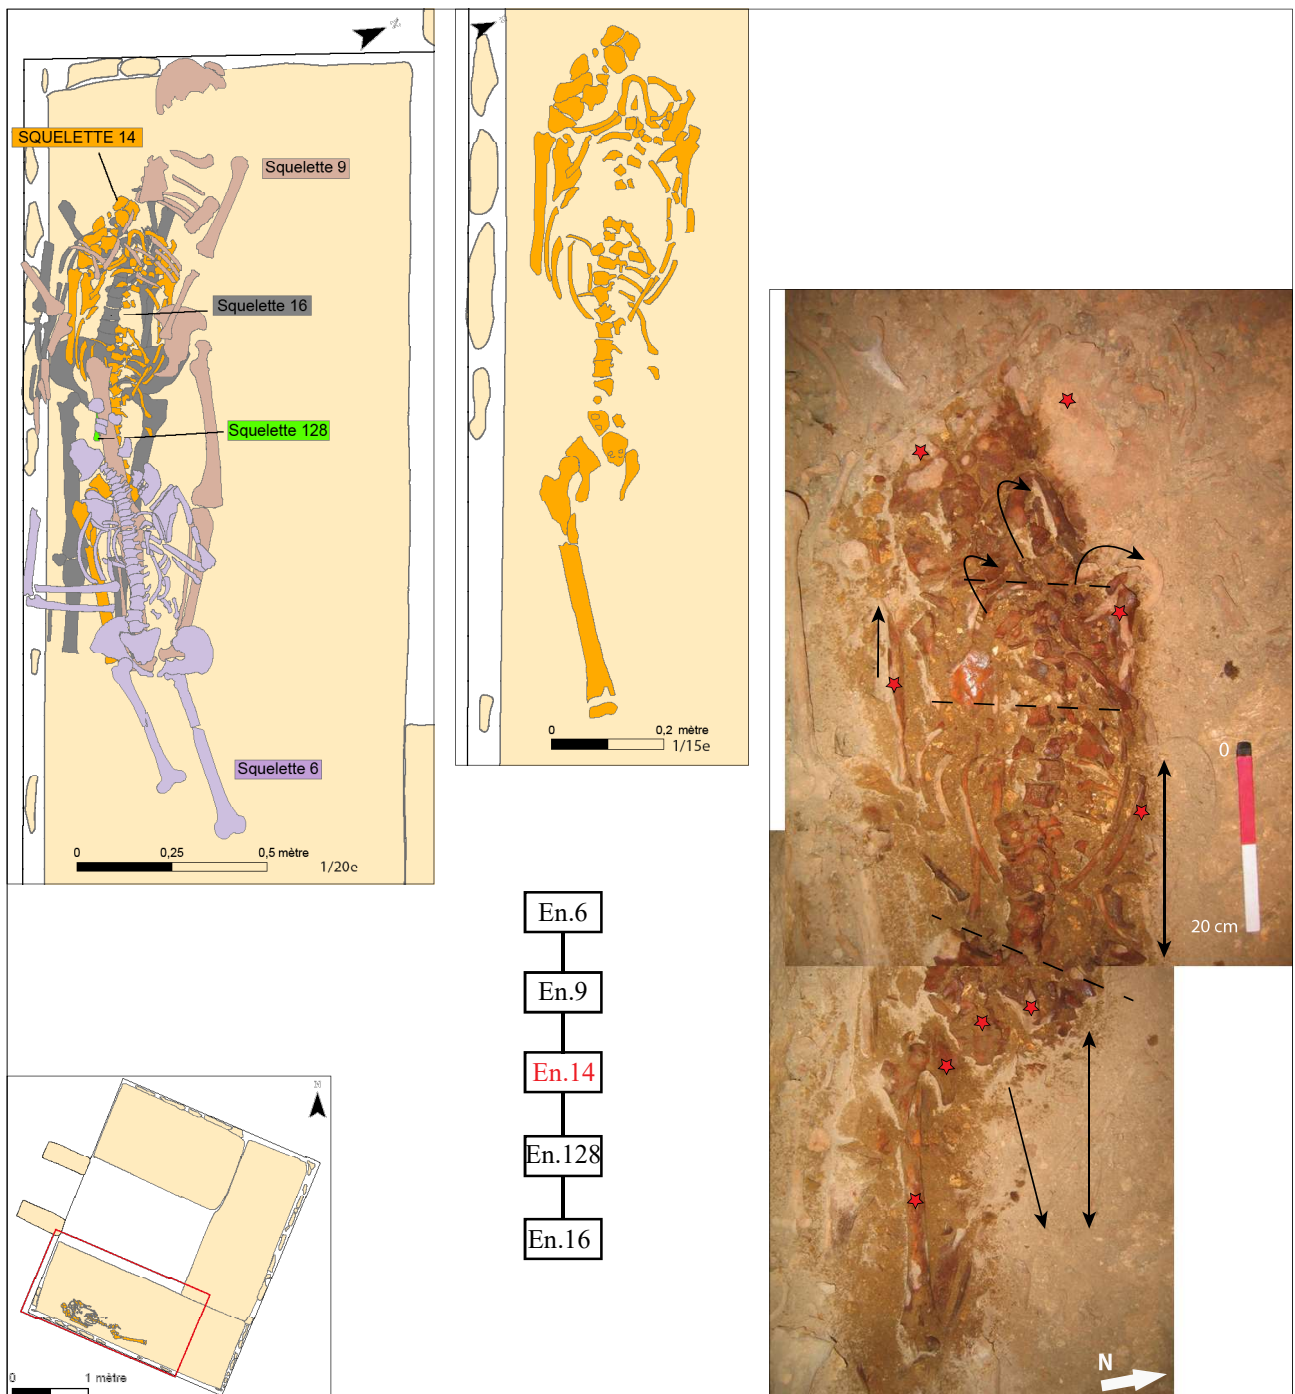 N
SQUELETTE 14
Squelette 9
Squelette 16
Squelette 128
Squelette 6
0 0,25 0,5 mètre
1/20e
0 0,2 mètre
1/15e
0
20 cm
N
En.6
En.9
En.14
En.128
En.16
N
0 1 mètre